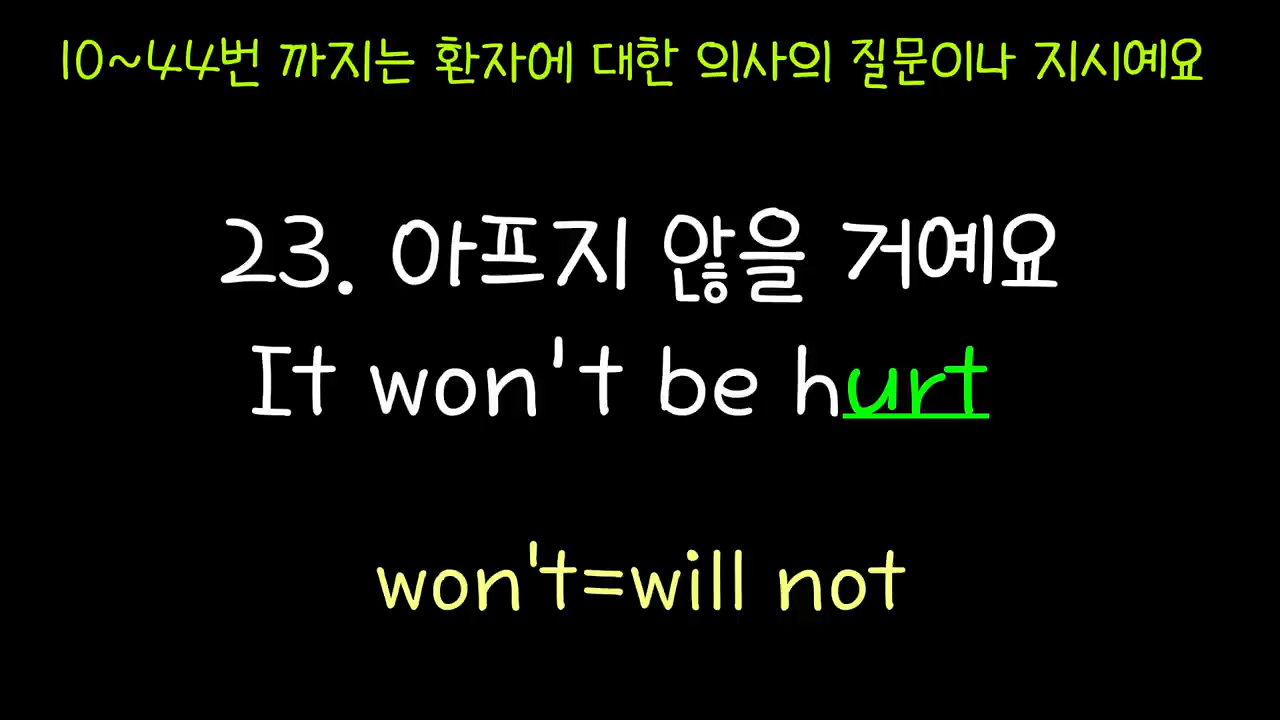 10~44번 까지는 환자에 대한 의사의 질문이나 지시예요
23. 아프지 않을 거예요
It won't be hurt
won't=will not